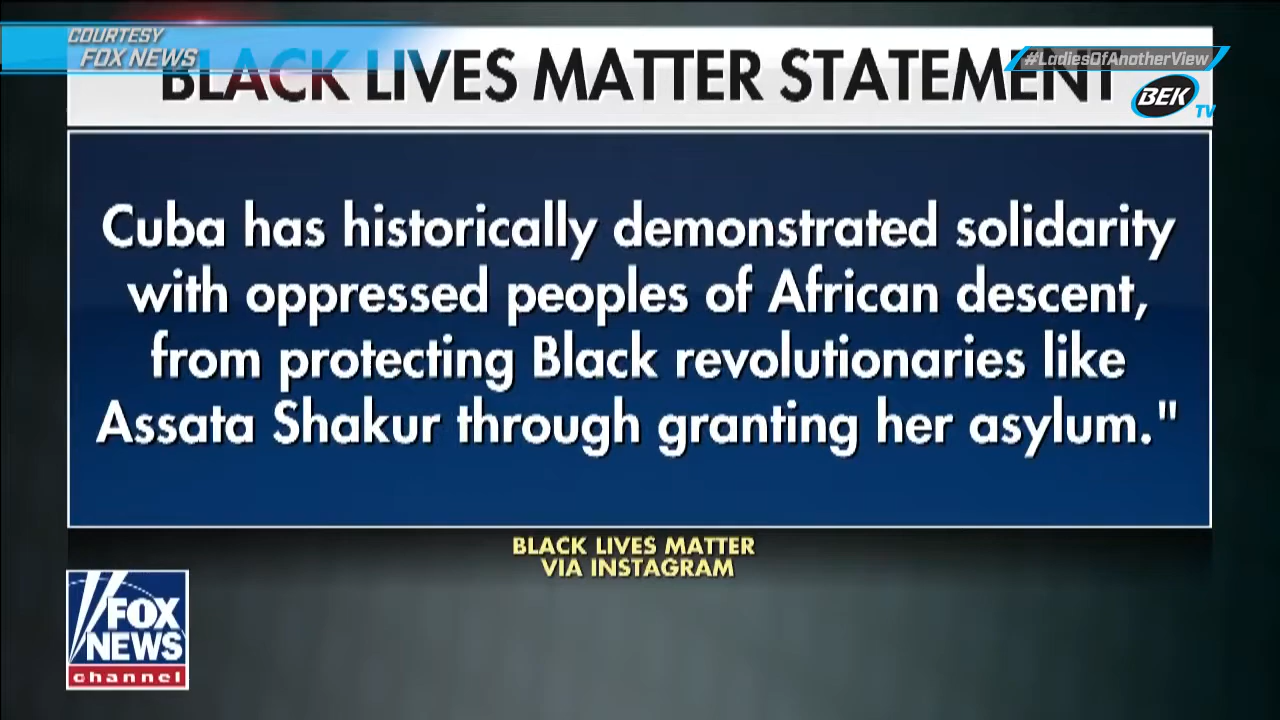 COURTESY
FOX NEWS
BLACK LIVES MATTER STATEMENT
#LadiesOfAnotherView
BEK
TV
Cuba has historically demonstrated solidarity
with oppressed peoples of African descent,
from protecting Black revolutionaries like
Assata Shakur through granting her asylum."
BLACK LIVES MATTER
VIA INSTAGRAM
FOX
NEWS
channel